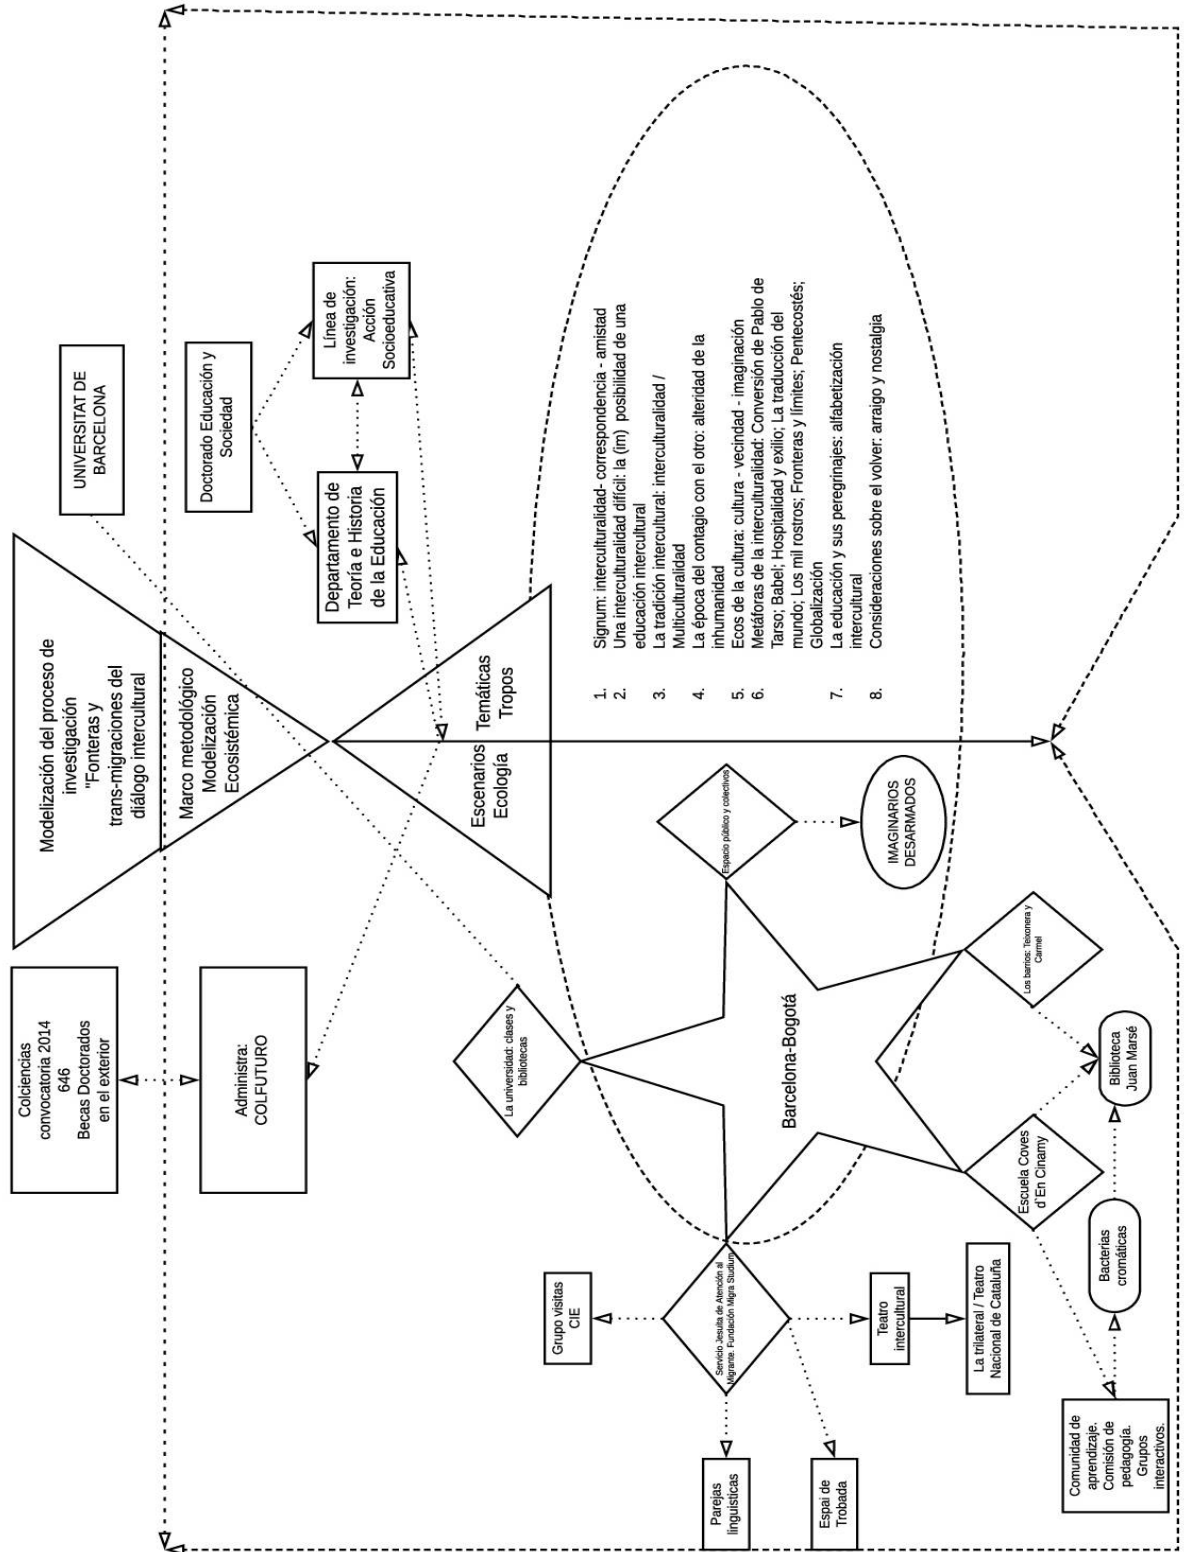 Colciencias
convocatoria 2014
646
Becas Doctorados
en el exterior
Administra:
COLFUTURO
Modelización del proceso de
investigación
"Fonteras y
trans-migraciones del
diálogo intercultural
Marco metodológico
Modelización
Ecosistémica
Escenarios
Ecología
Temáticas
Tropos
UNIVERSITAT DE
BARCELONA
Doctorado Educación y
Sociedad
Departamento de
Teoría e Historia
de la Educación
Línea de
investigación:
Acción
Socioeducativa
La universidad: clases y
bibliotecas
Grupo visitas
CIE
Servicio Jesuita de Atención al
Migrante. Fundación Migra Studium
Parejas
linguisticas
Espai de
Trobada
Teatro
intercultural
La trilateral / Teatro
Nacional de Cataluña
Barcelona-Bogotá
Espacio público y colectivos
IMAGINARIOS
DESARMADOS
Escuela Coves
d`En Cinamy
Los barrios: Teixonera y
Carmel
Comunidad de
aprendizaje.
Comisión de
pedagogía.
Grupos
interactivos.
Bacterias
cromáticas
Biblioteca
Juan Marsé
1. Signum: interculturalidad- correspondencia - amistad
2. Una interculturalidad difícil: la (im) posibilidad de una
educación intercultural
3. La tradición intercultural: interculturalidad /
Multiculturalidad
4. La época del contagio con el otro: alteridad de la
inhumanidad
5. Ecos de la cultura: cultura - vecindad - imaginación
6. Metáforas de la interculturalidad: Conversión de Pablo de
Tarso; Babel; Hospitalidad y exilio; La traducción del
mundo; Los mil rostros; Fronteras y límites; Pentecostés;
Globalización
7. La educación y sus peregrinajes: alfabetización
intercultural
8. Consideraciones sobre el volver: arraigo y nostalgia